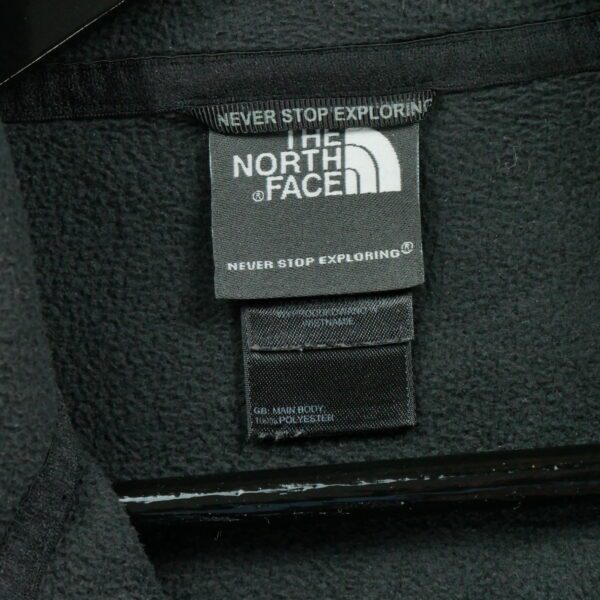 NEVER STOP EXPLORING
THE
NORTH
® FACE
NEVER STOP EXPLORING®
GB: MAIN BODY,
100% POLYESTER